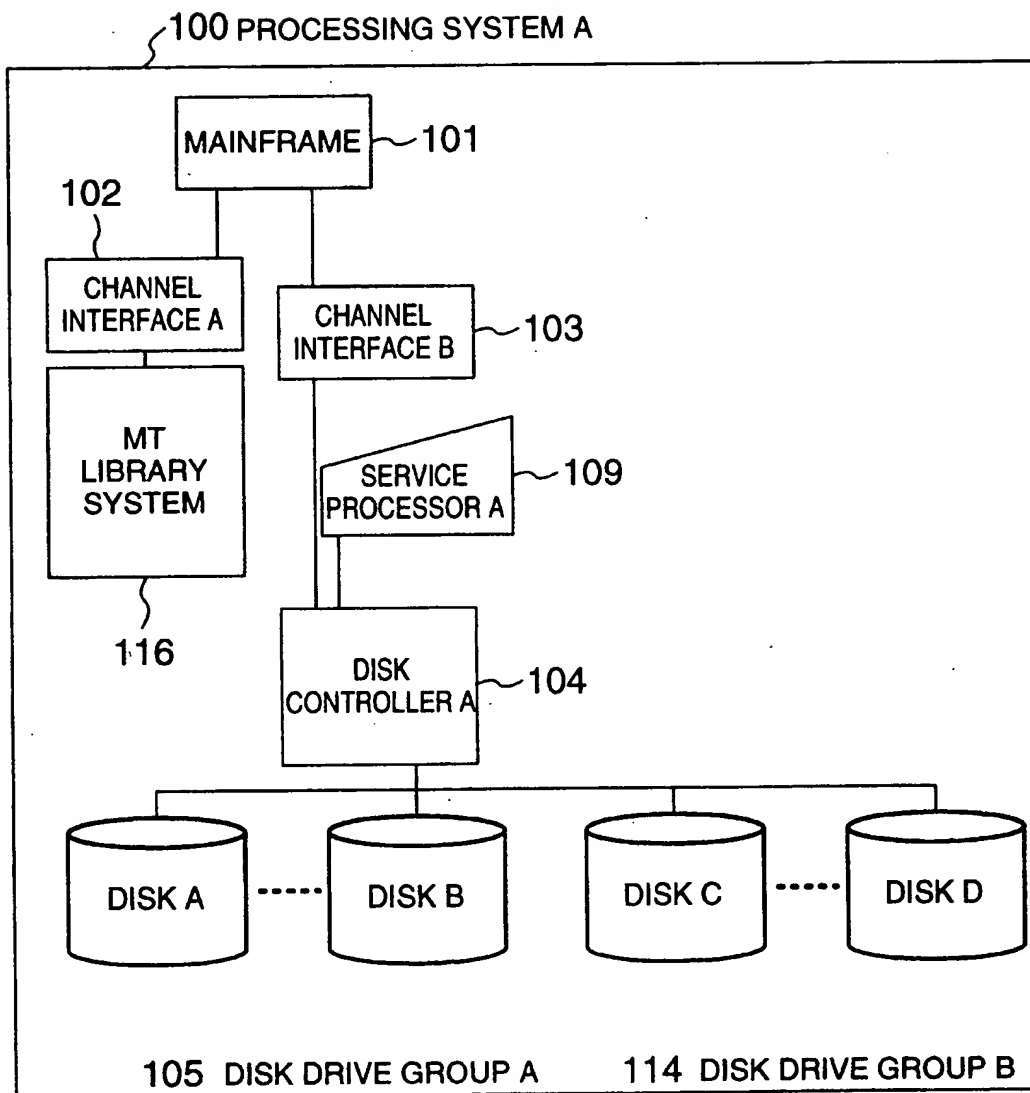 100 PROCESSING SYSTEM A
MAINFRAME
101
102
CHANNEL
INTERFACE A
CHANNEL
INTERFACE B
103
MT
LIBRARY
SYSTEM
SERVICE
PROCESSOR A
109
116
DISK
CONTROLLER A
104
DISK A
DISK B
DISK C
DISK D
105 DISK DRIVE GROUP A
114 DISK DRIVE GROUP B